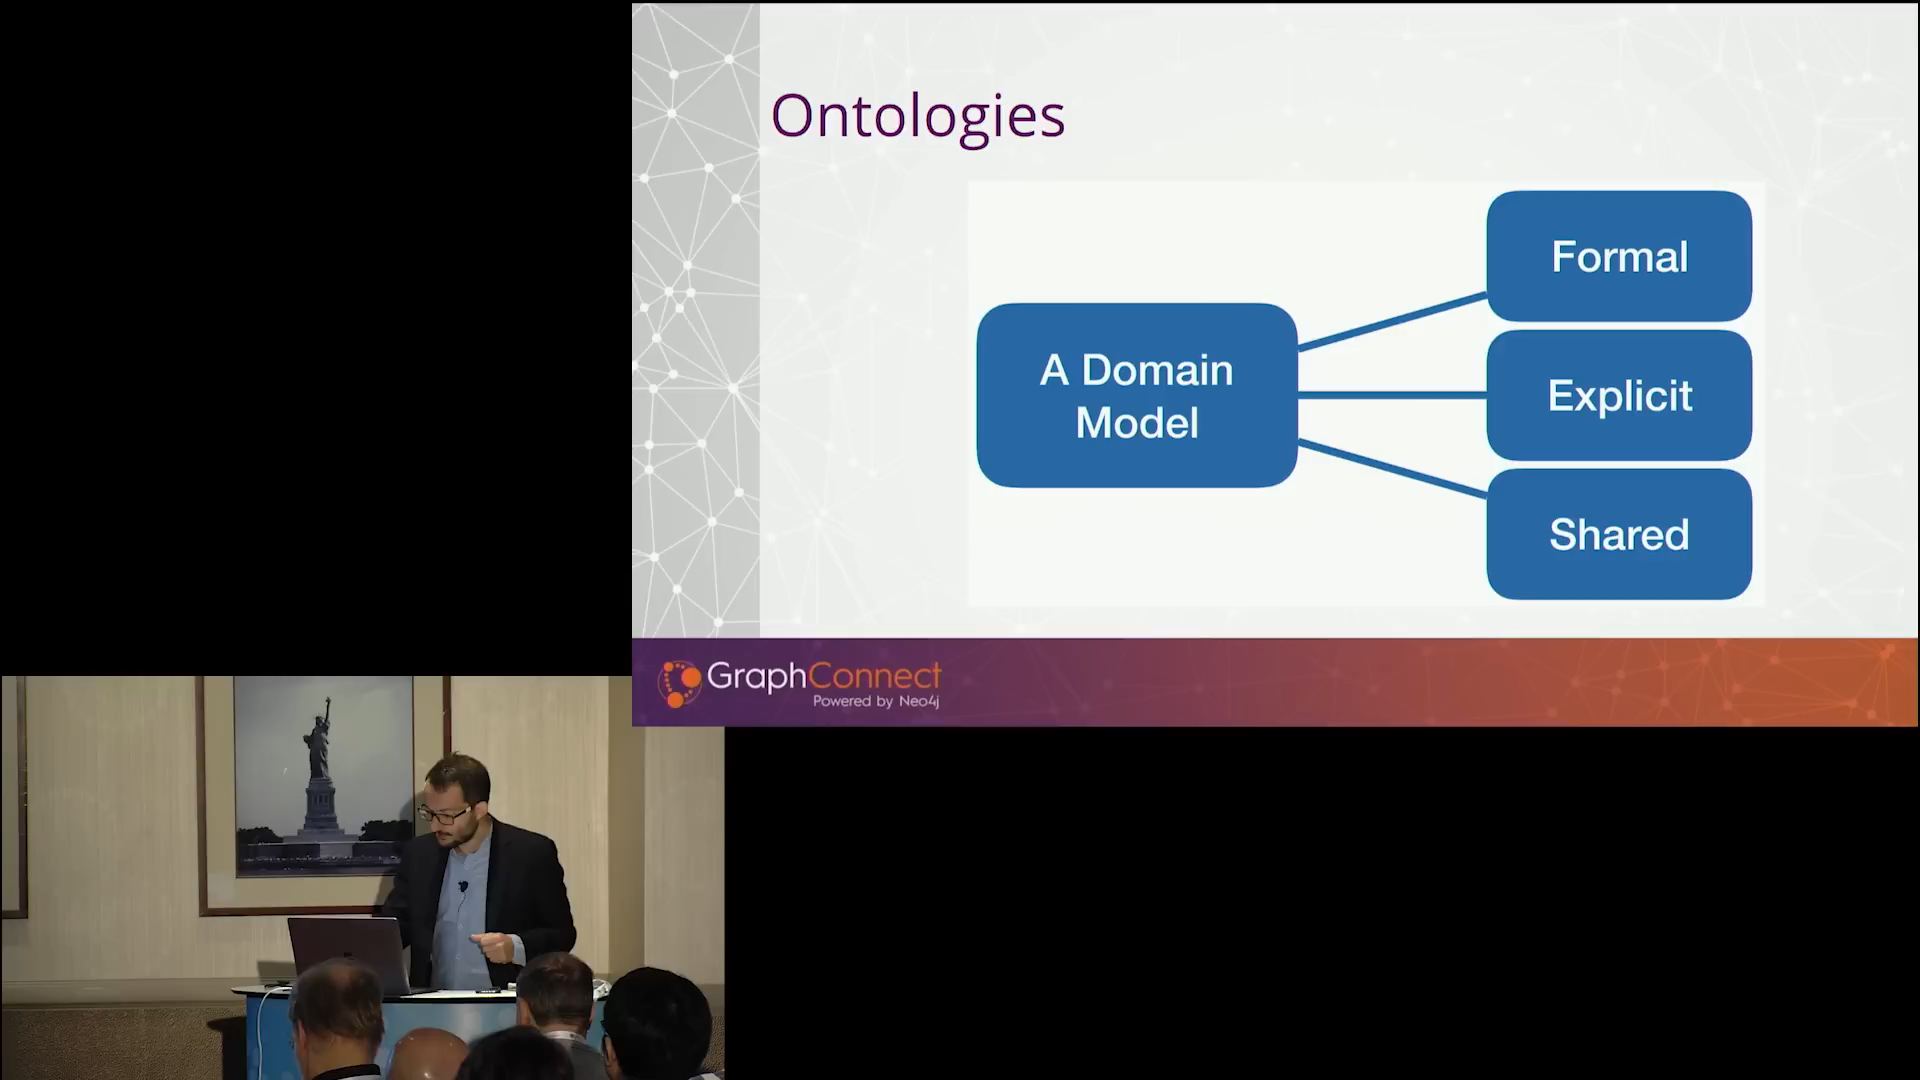 Ontologies
A Domain
Model
Formal
Explicit
Shared
GraphConnect
Powered by Neo4j